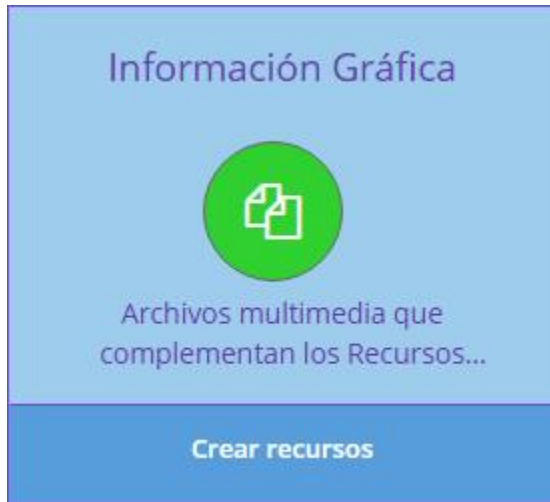 Información Gráfica
Archivos multimedia que
complementan los Recursos...
Crear recursos